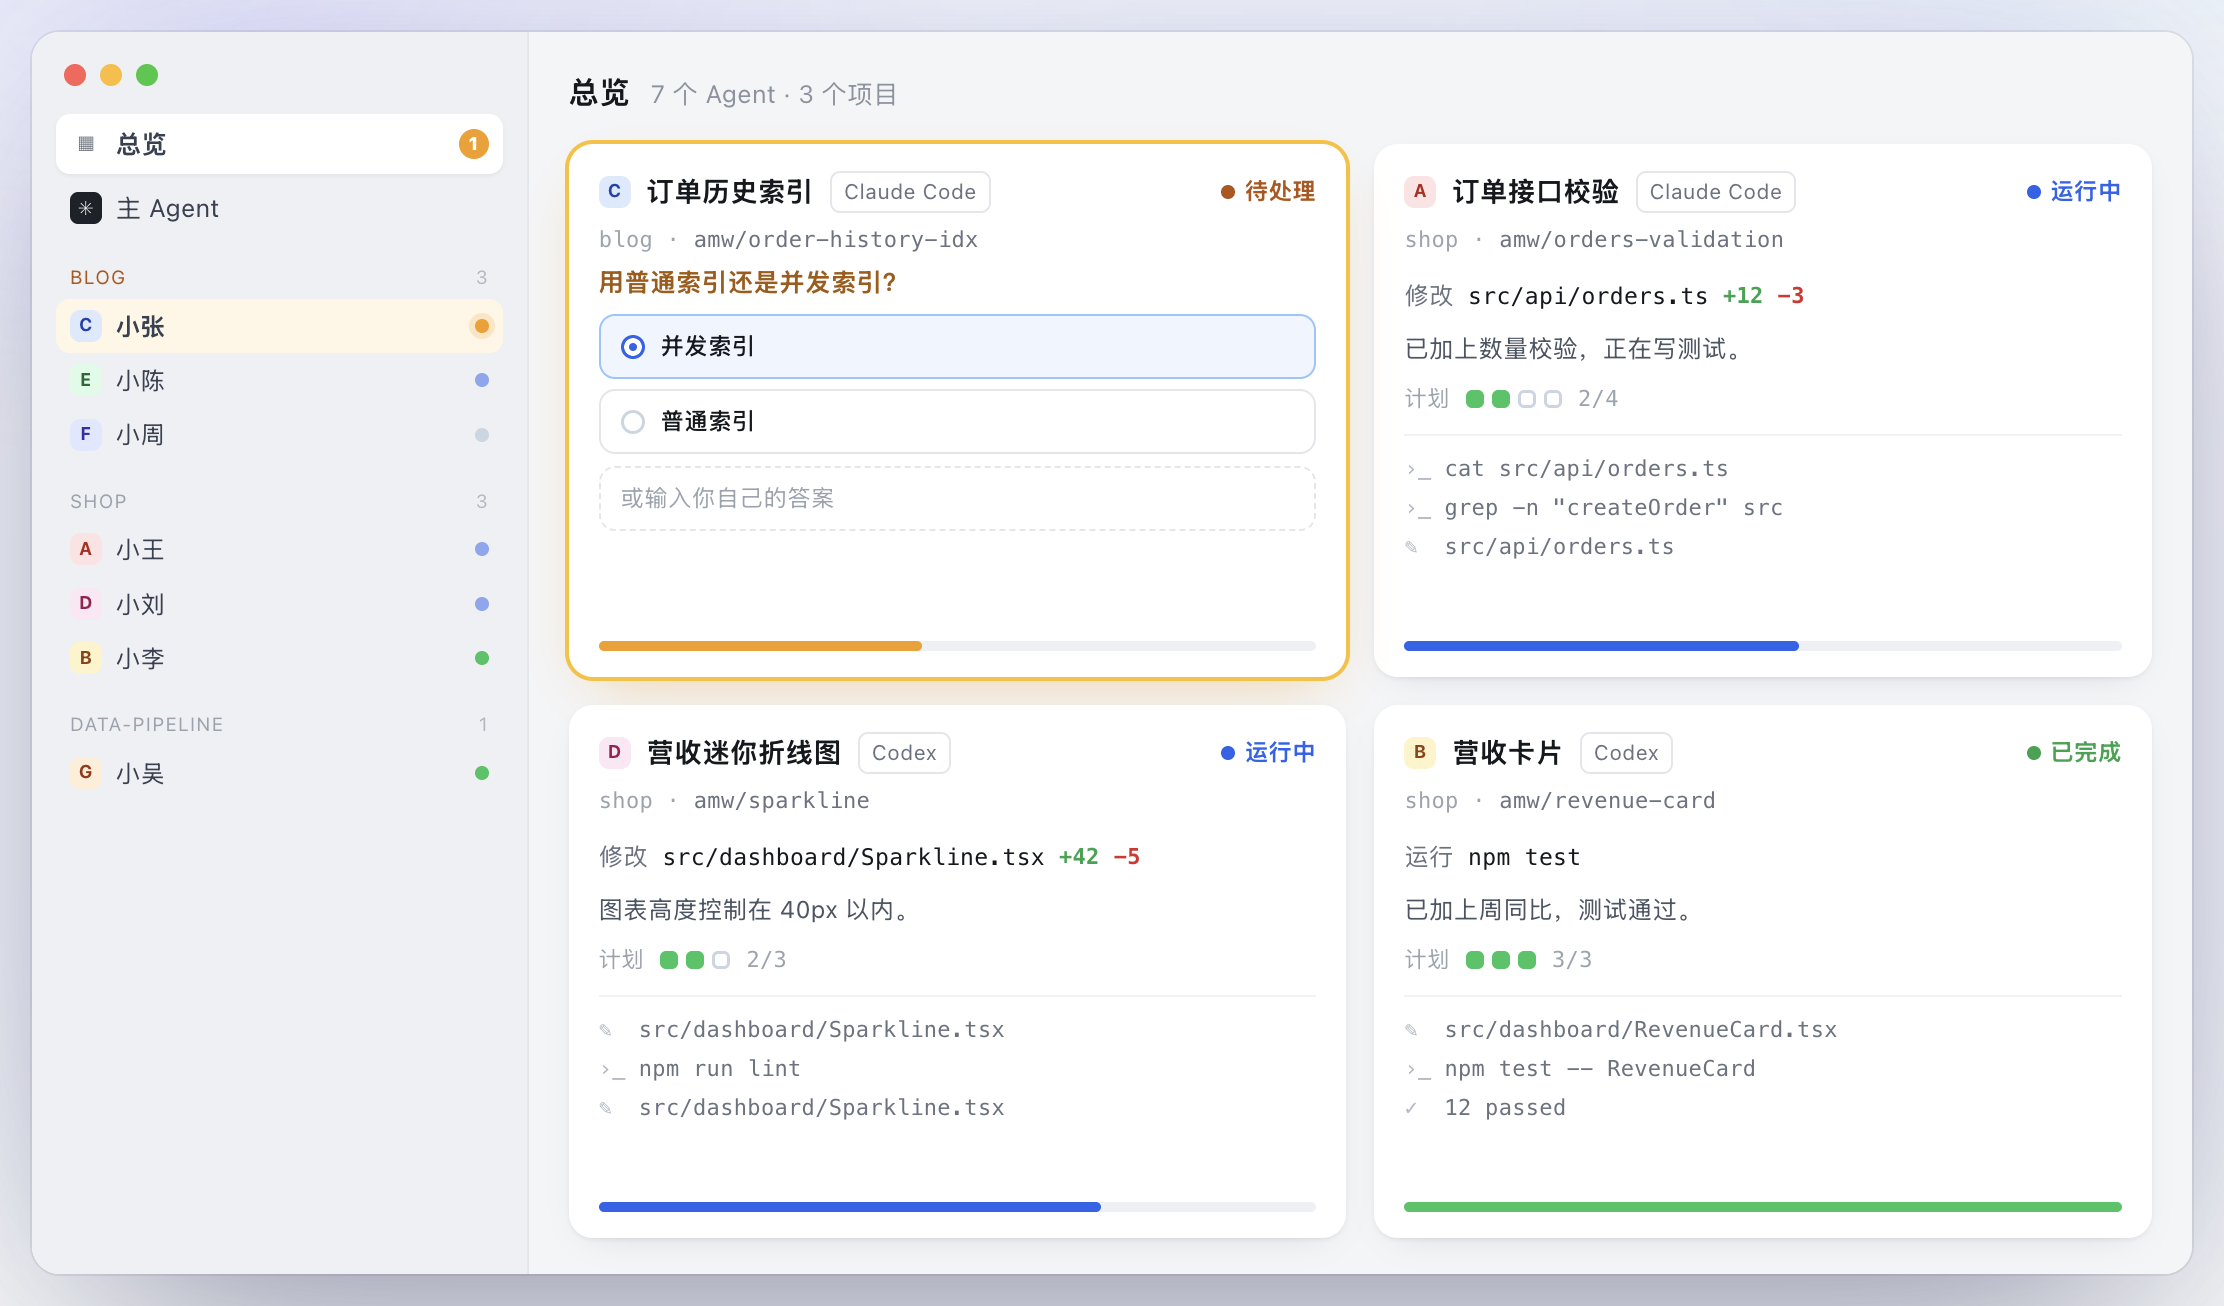 总览
1
主 Agent
BLOG 3
C 小张
E 小陈
F 小周
SHOP 3
A 小王
D 小刘
B 小李
DATA-PIPELINE 1
G 小吴
总览 7 个 Agent · 3 个项目
C 订单历史索引 Claude Code 待处理
blog · amw/order-history-idx
用普通索引还是并发索引?
并发索引
普通索引
或输入你自己的答案
A 订单接口校验 Claude Code 运行中
shop · amw/orders-validation
修改 src/api/orders.ts +12 −3
已加上数量校验，正在写测试。
计划 2/4
›_ cat src/api/orders.ts
›_ grep -n "createOrder" src
✎ src/api/orders.ts
D 营收迷你折线图 Codex 运行中
shop · amw/sparkline
修改 src/dashboard/Sparkline.tsx +42 −5
图表高度控制在 40px 以内。
计划 2/3
✎ src/dashboard/Sparkline.tsx
›_ npm run lint
✎ src/dashboard/Sparkline.tsx
B 营收卡片 Codex 已完成
shop · amw/revenue-card
运行 npm test
已加上周同比，测试通过。
计划 3/3
✎ src/dashboard/RevenueCard.tsx
›_ npm test -- RevenueCard
✓ 12 passed